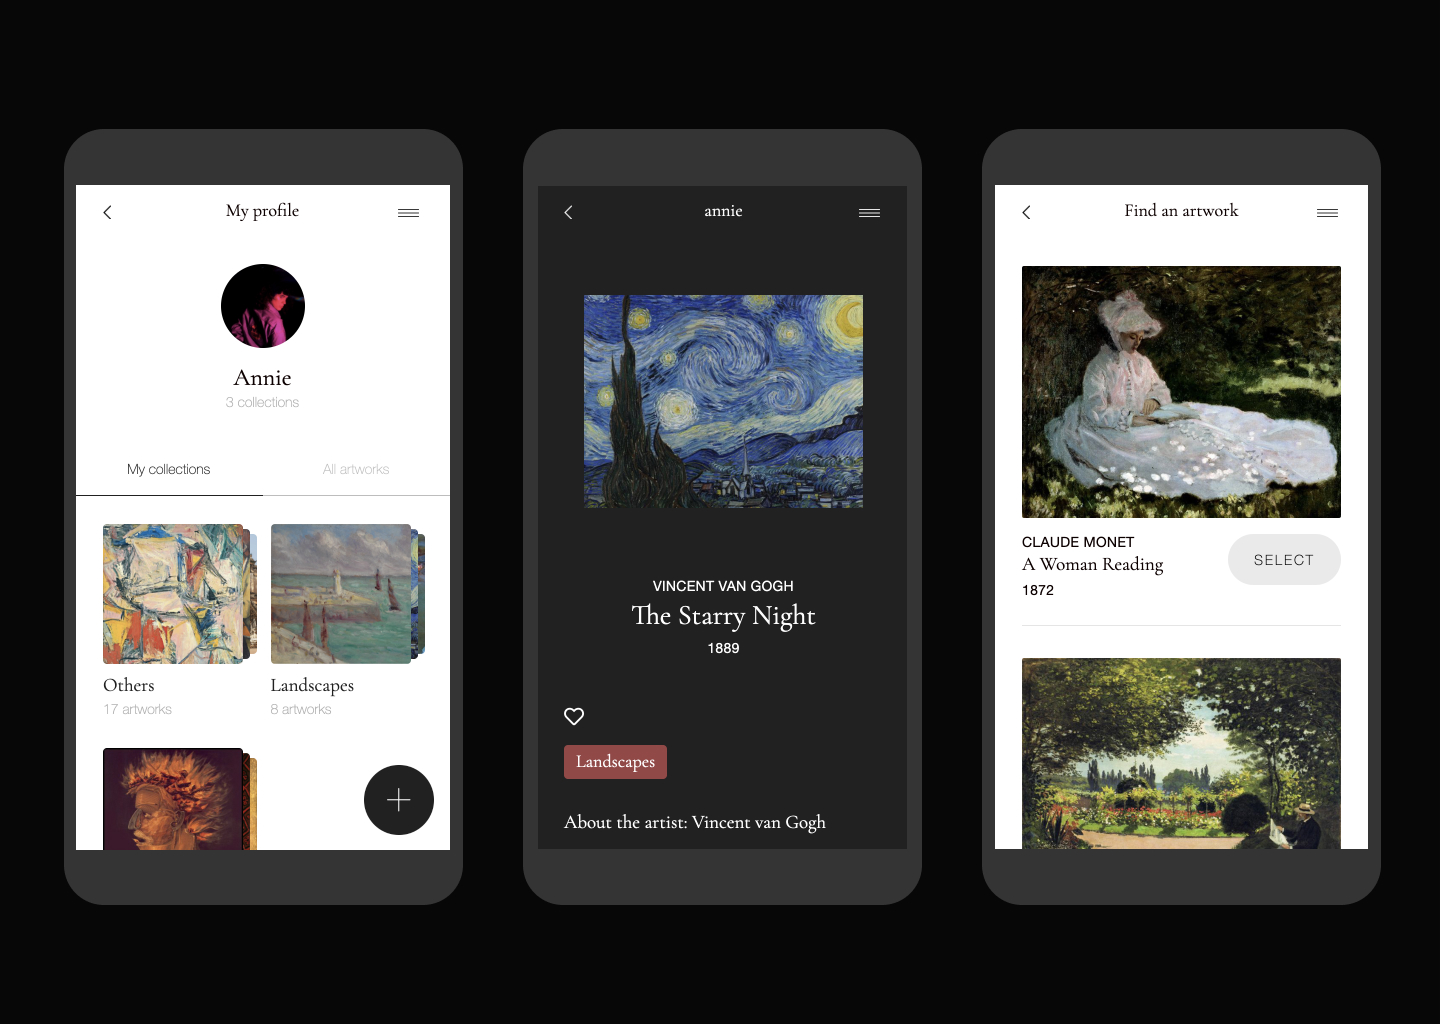 My profile
Annie
3 collections
My collections
All artworks
Others
17 artworks
Landscapes
8 artworks
annie
VINCENT VAN GOGH
The Starry Night
1889
Landscapes
About the artist: Vincent van Gogh
Find an artwork
CLAUDE MONET
A Woman Reading
1872
SELECT